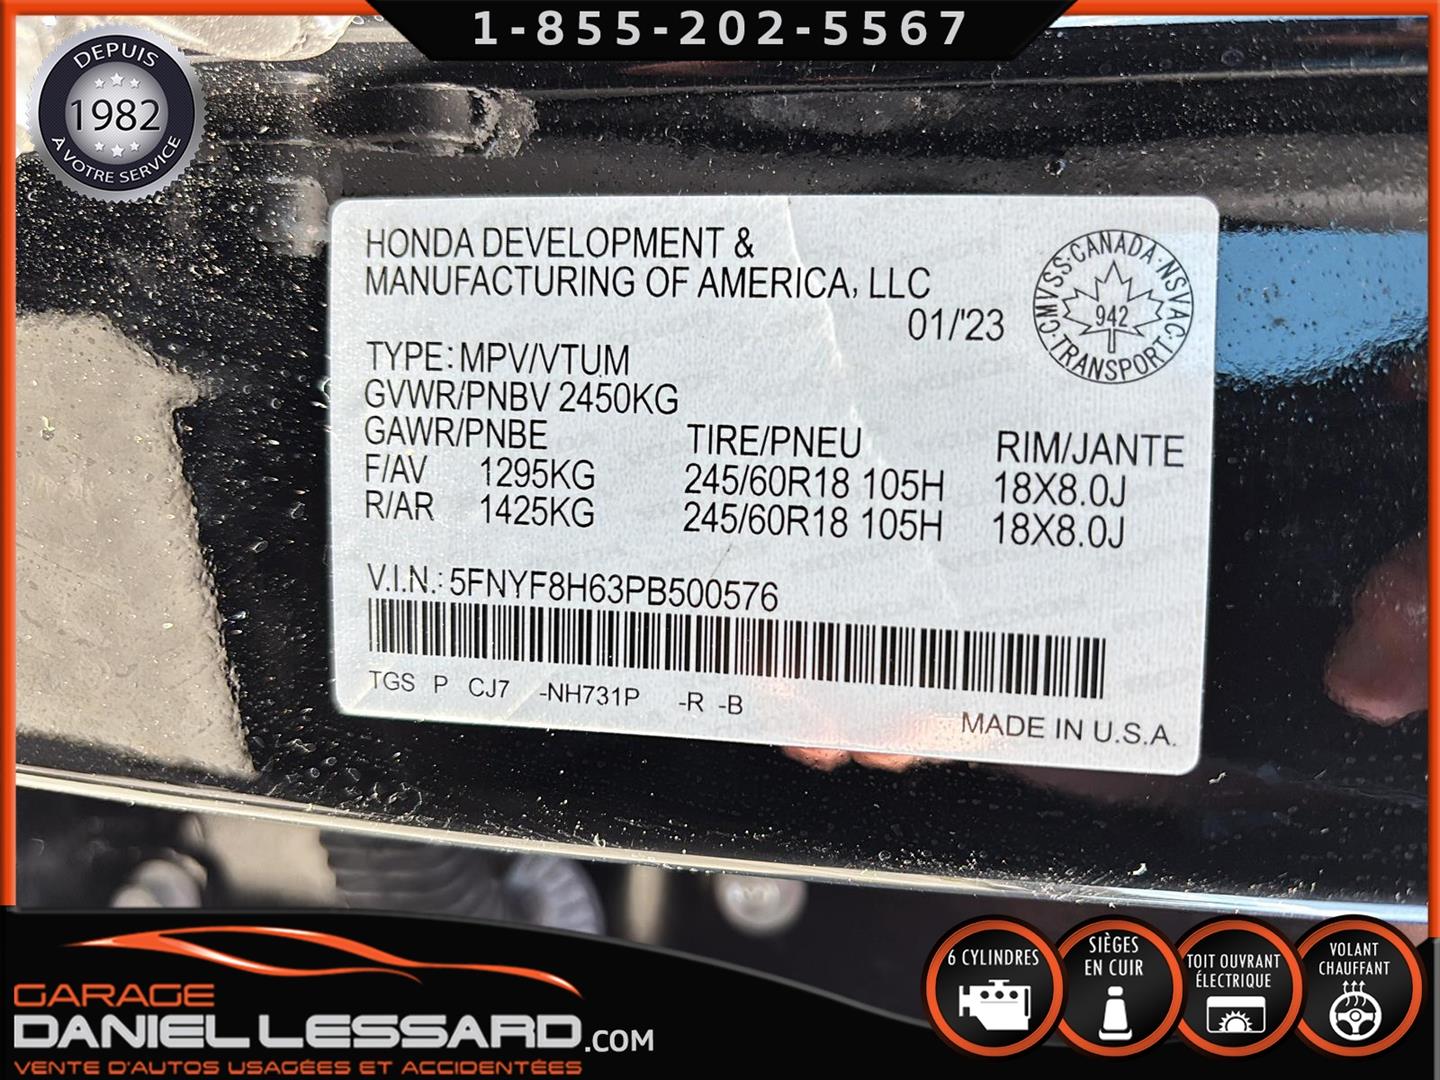 1-855-202-5567
DEPUIS
1982
À VOTRE SERVICE
HONDA DEVELOPMENT &
MANUFACTURING OF AMERICA, LLC
01/'23
CMVSS·CANADA·NSVAC·TRANSPORT·
942
TYPE: MPV/VTUM
GVWR/PNBV 2450KG
GAWR/PNBE TIRE/PNEU RIM/JANTE
F/AV 1295KG 245/60R18 105H 18X8.0J
R/AR 1425KG 245/60R18 105H 18X8.0J
V.I.N.: 5FNYF8H63PB500576
TGS P CJ7 -NH731P -R -B
MADE IN U.S.A.
GARAGE
DANIEL LESSARD.COM
VENTE D'AUTOS USAGÉES ET ACCIDENTÉES
6 CYLINDRES
SIÈGES
EN CUIR
TOIT OUVRANT
ÉLECTRIQUE
VOLANT
CHAUFFANT